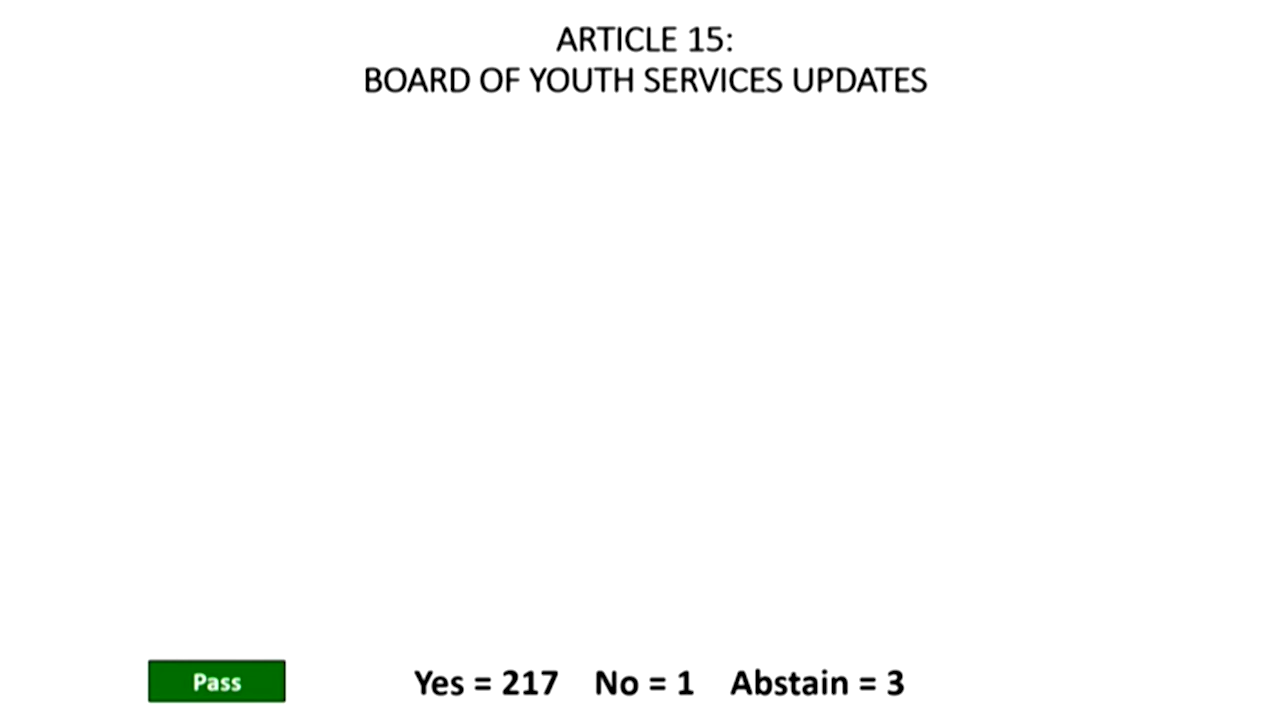 ARTICLE 15:
BOARD OF YOUTH SERVICES UPDATES
Pass Yes = 217 No = 1 Abstain = 3